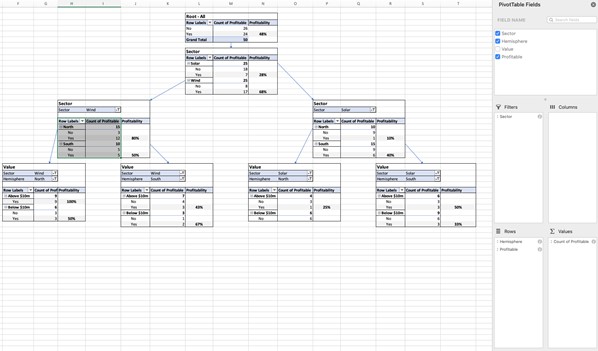 F G H I J K L M N O P Q R S T
PivotTable Fields
FIELD NAME Search fields
Sector
Hemisphere
Value
Profitable
Filters Columns
Sector
Rows Values
Hemisphere Count of Profitable
Profitable
Root - All
Row Labels Count of Profitable Profitability
No 26
Yes 24 48%
Grand Total 50
Sector
Row Labels Count of Profitable Profitability
Solar 25
No 18
Yes 7 28%
Wind 25
No 8
Yes 17 68%
Sector
Sector Wind
Row Labels Count of Profitable Profitability
North 15
No 3
Yes 12 80%
South 10
No 5
Yes 5 50%
Sector
Sector Solar
Row Labels Count of Profitable Profitability
North 10
No 9
Yes 1 10%
South 15
No 9
Yes 6 40%
Value
Sector Wind
Hemisphere North
Row Labels Count of Prof Profitability
Above $10m 9
Yes 9 100%
Below $10m 6
No 3
Yes 3 50%
Value
Sector Wind
Hemisphere South
Row Labels Count of Profitable Profitability
Above $10m 7
No 4
Yes 3 43%
Below $10m 3
No 1
Yes 2 67%
Value
Sector Solar
Hemisphere North
Row Labels Count of Profitable Profitability
Above $10m
No
Yes 1 25%
Below $10m
No
Value
Sector Solar
Hemisphere South
Row Labels Count of Profitable Profitability
Above $10m 6
No 3
Yes 3 50%
Below $10m 9
No 6
Yes 3 33%